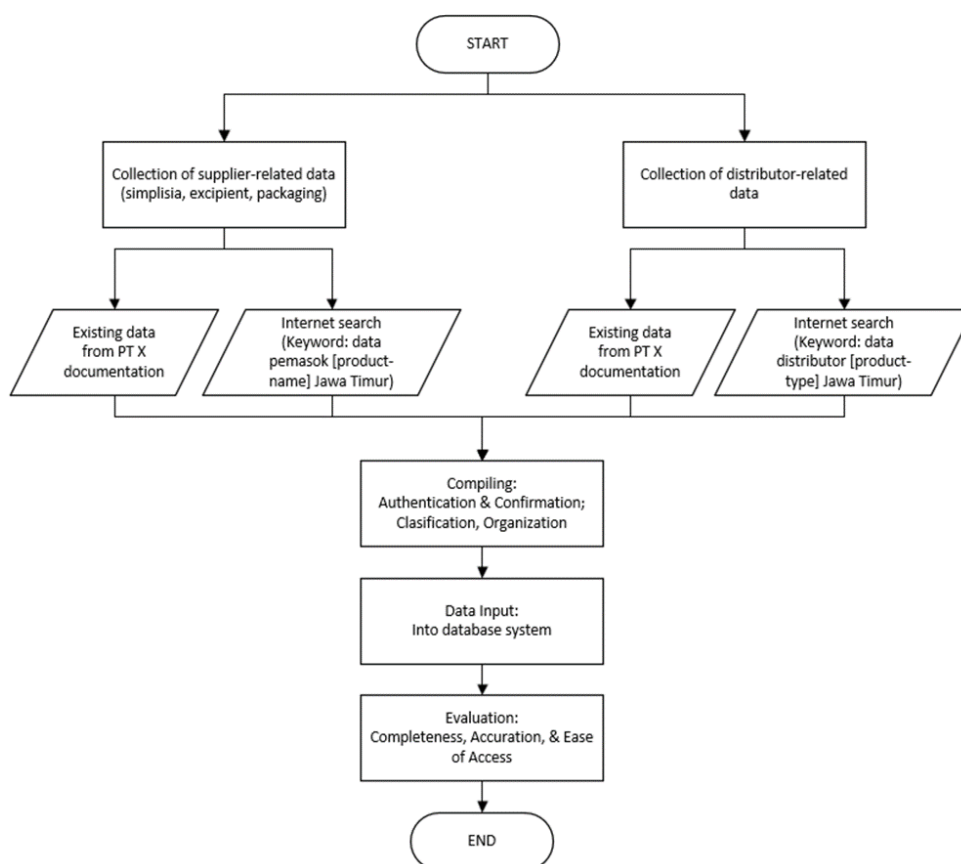 START
Collection of supplier-related data
(simplisia, excipient, packaging)
Collection of distributor-related
data
Existing data
from PT X
documentation
Internet search
(Keyword: data
pemasok [product-
name] Jawa Timur)
Existing data
from PT X
documentation
Internet search
(Keyword: data
distributor [product-
type] Jawa Timur)
Compiling:
Authentication & Confirmation;
Clasification, Organization
Data Input:
Into database system
Evaluation:
Completeness, Accuration, & Ease
of Access
END